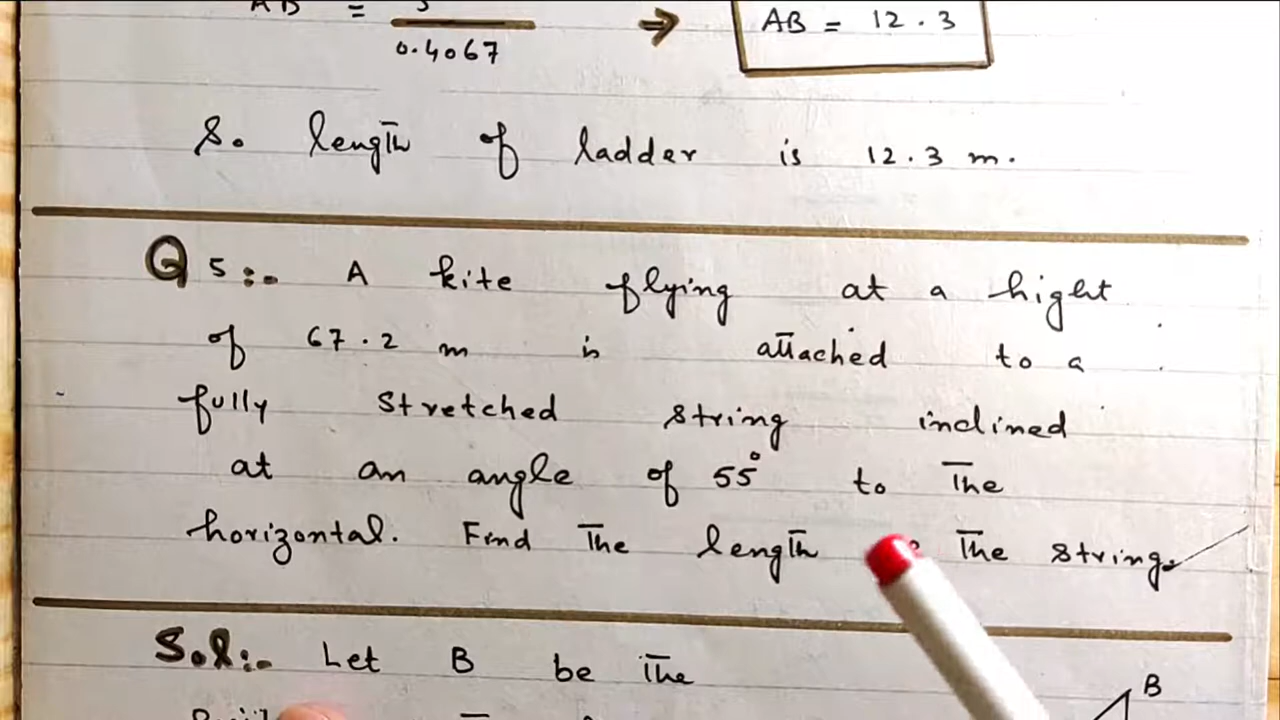 AB = 5
0.4067 ⇒ AB = 12.3
So length of ladder is 12.3 m.
Q5:- A kite flying at a hight
of 67.2 m is attached to a
fully stretched string inclined
at an angle of 55° to the
horizontal. Find the length the string.
Sol:- Let B be the
B